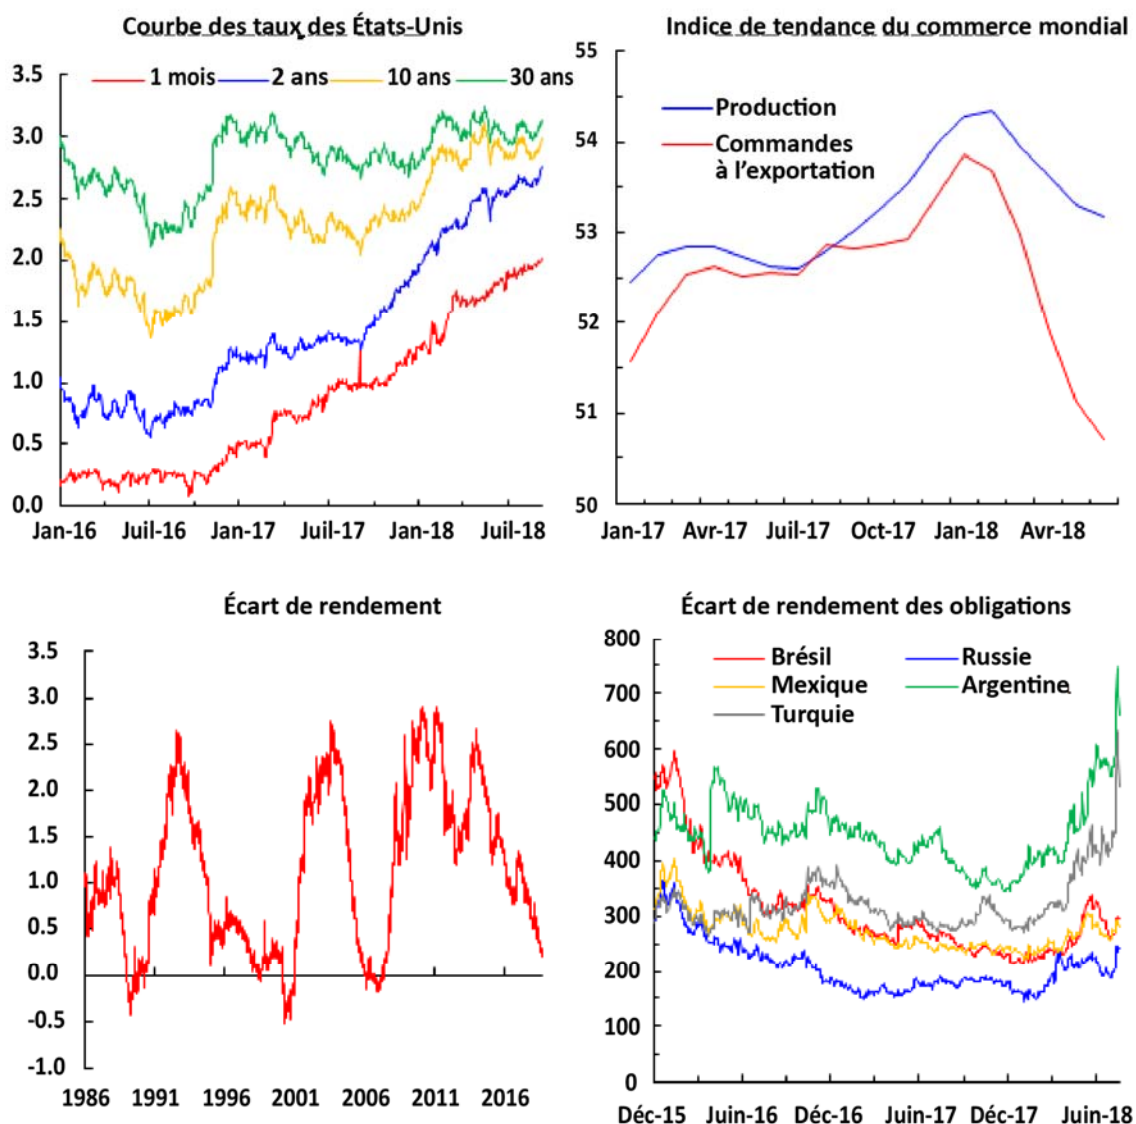 Courbe des taux des États-Unis
1 mois 2 ans 10 ans 30 ans
3.5
3.0
2.5
2.0
1.5
1.0
0.5
0.0
Jan-16 Juil-16 Jan-17 Juil-17 Jan-18 Juil-18
Indice de tendance du commerce mondial
55
54
53
52
51
50
Production
Commandes
à l’exportation
Jan-17 Avr-17 Juil-17 Oct-17 Jan-18 Avr-18
Écart de rendement
3.5
3.0
2.5
2.0
1.5
1.0
0.5
0.0
-0.5
-1.0
1986 1991 1996 2001 2006 2011 2016
Écart de rendement des obligations
800
700
600
500
400
300
200
100
0
Brésil Russie
Mexique Argentine
Turquie
Déc-15 Juin-16 Déc-16 Juin-17 Déc-17 Juin-18